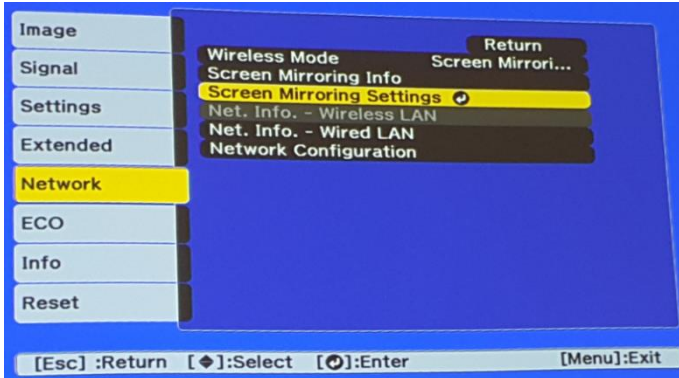 Image
Signal
Settings
Extended
Network
ECO
Info
Reset
Return
Wireless Mode Screen Mirrori...
Screen Mirroring Info
Screen Mirroring Settings
Net. Info. - Wireless LAN
Net. Info. - Wired LAN
Network Configuration
[Esc] :Return [ ]:Select [ ]:Enter [Menu]:Exit